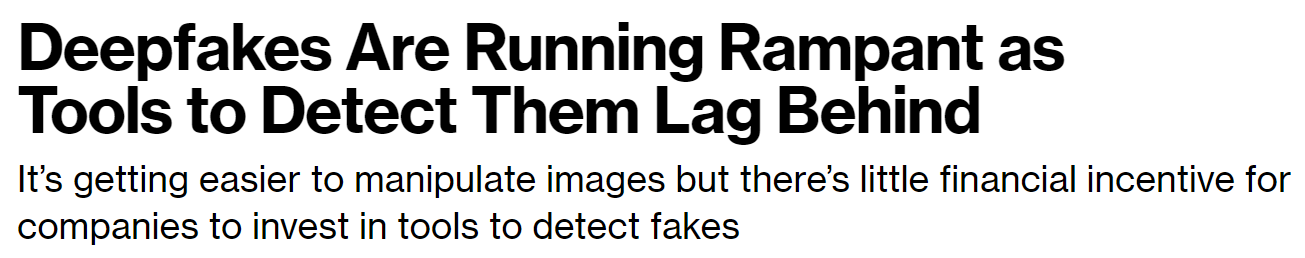 Deepfakes Are Running Rampant as
Tools to Detect Them Lag Behind
It’s getting easier to manipulate images but there’s little financial incentive for
companies to invest in tools to detect fakes